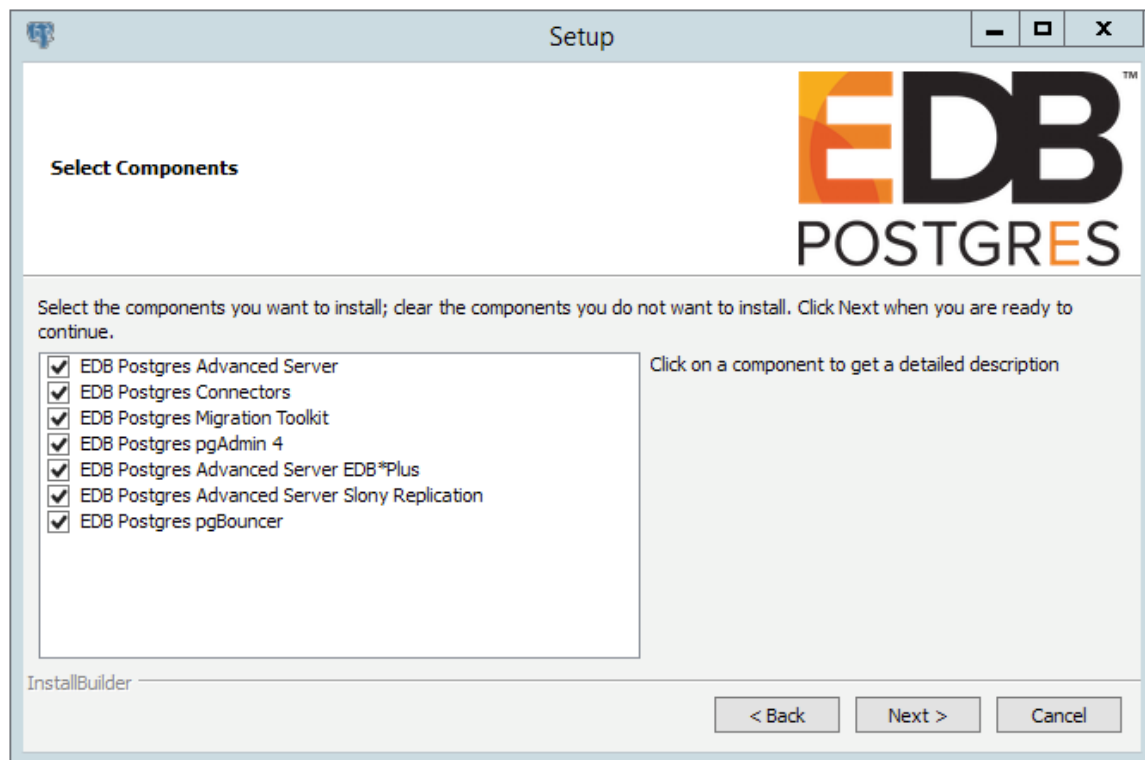 Setup
EDB™
POSTGRES
Select Components
Select the components you want to install; clear the components you do not want to install. Click Next when you are ready to
continue.
EDB Postgres Advanced Server
EDB Postgres Connectors
EDB Postgres Migration Toolkit
EDB Postgres pgAdmin 4
EDB Postgres Advanced Server EDB*Plus
EDB Postgres Advanced Server Slony Replication
EDB Postgres pgBouncer
Click on a component to get a detailed description
InstallBuilder
< Back
Next >
Cancel